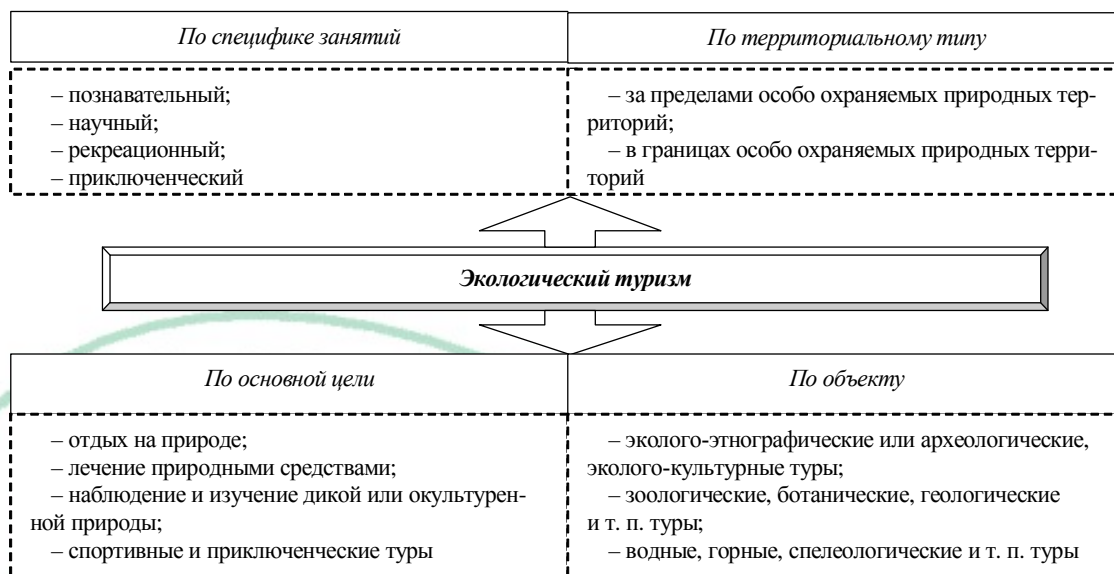 По специфике занятий
По территориальному типу
– познавательный;
– научный;
– рекреационный;
– приключенческий
– за пределами особо охраняемых природных тер-
риторий;
– в границах особо охраняемых природных терри-
торий
Экологический туризм
По основной цели
По объекту
– отдых на природе;
– лечение природными средствами;
– наблюдение и изучение дикой или окультурен-
ной природы;
– спортивные и приключенческие туры
– эколого-этнографические или археологические,
эколого-культурные туры;
– зоологические, ботанические, геологические
и т. п. туры;
– водные, горные, спелеологические и т. п. туры